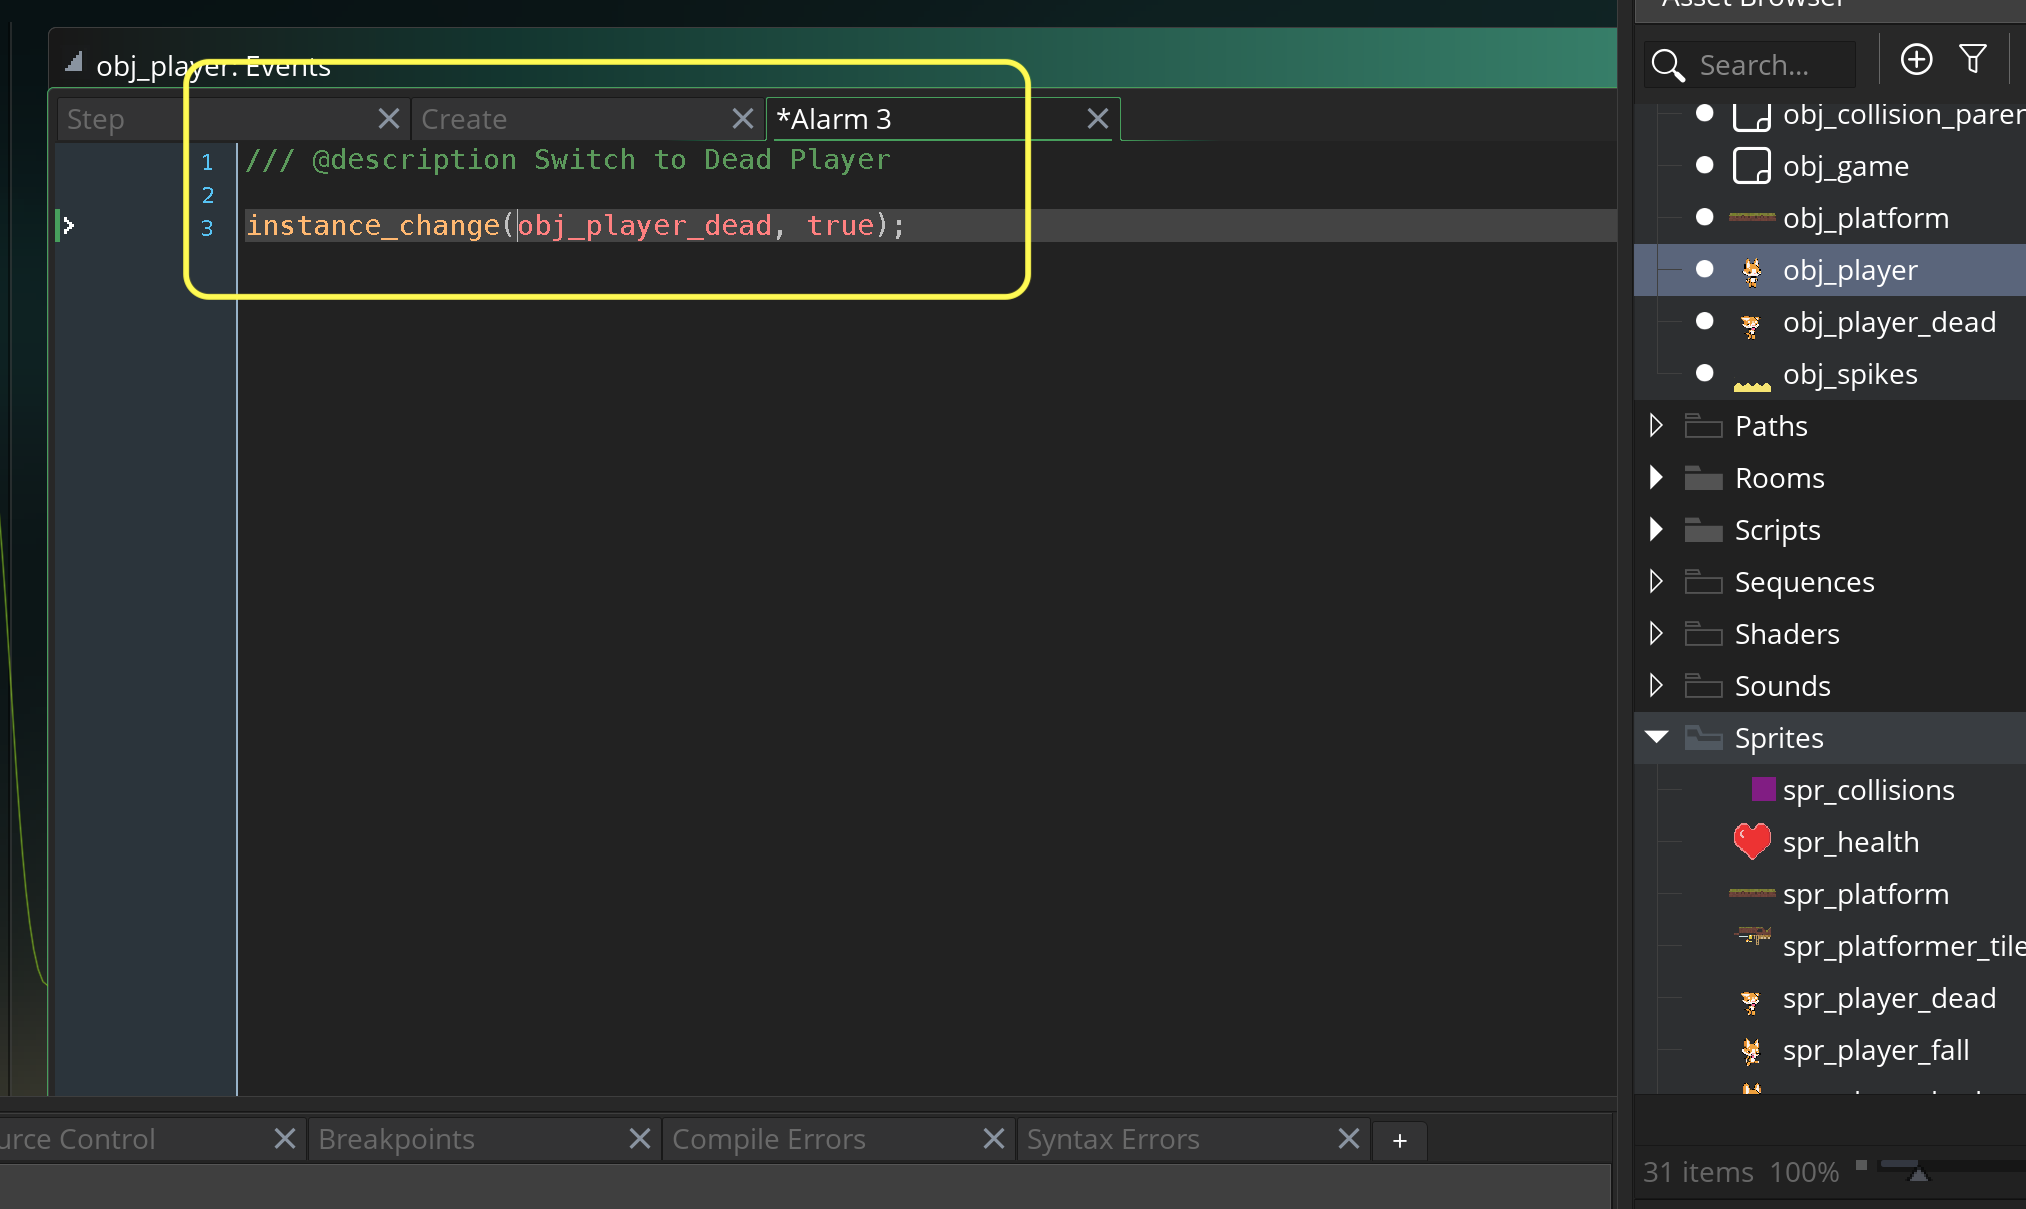 Asset Browser
obj_player: Events
Search...
Step
Create
*Alarm 3
1 /// @description Switch to Dead Player
2
3 instance_change(obj_player_dead, true);
obj_collision_paren
obj_game
obj_platform
obj_player
obj_player_dead
obj_spikes
Paths
Rooms
Scripts
Sequences
Shaders
Sounds
Sprites
spr_collisions
spr_health
spr_platform
spr_platformer_tile
spr_player_dead
spr_player_fall
urce Control
Breakpoints
Compile Errors
Syntax Errors
+
31 items 100%